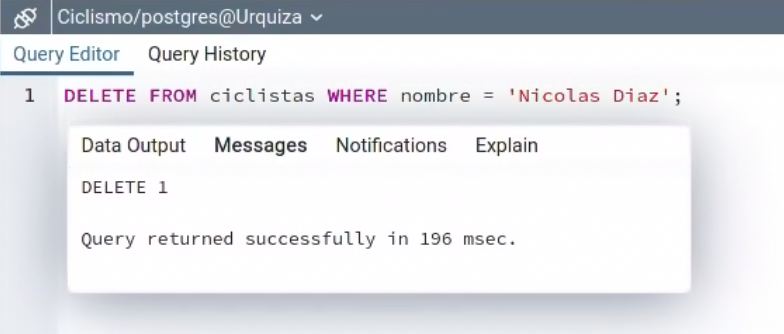 Ciclismo/postgres@Urquiza
Query Editor Query History
1 DELETE FROM ciclistas WHERE nombre = 'Nicolas Diaz';
Data Output Messages Notifications Explain
DELETE 1
Query returned successfully in 196 msec.